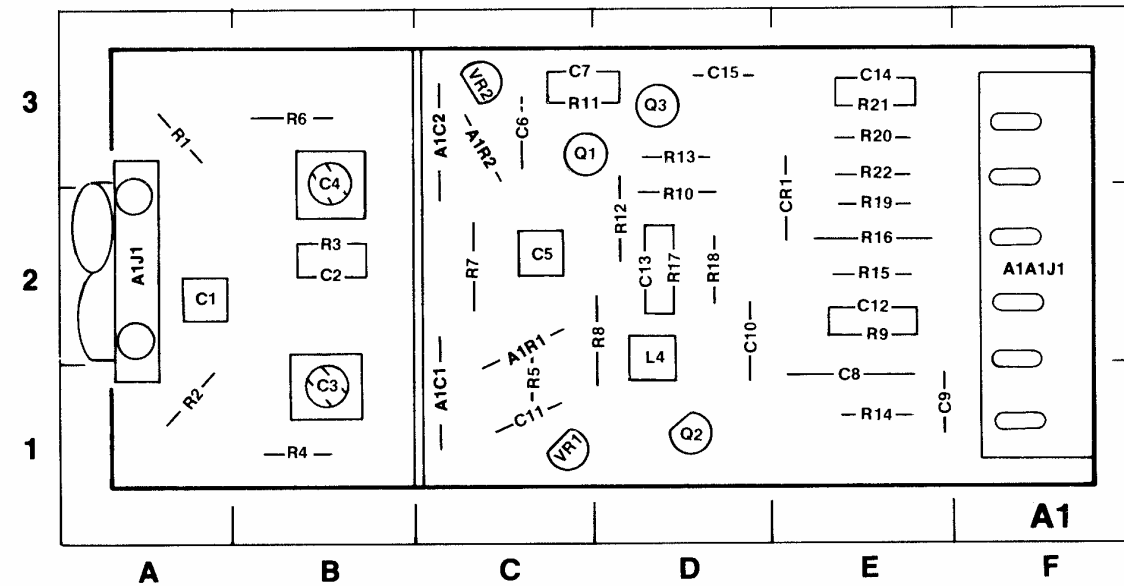 3
2
1
R1
A1J1
C1
R2
R6
C4
R3
C2
C3
R4
A1C2
VR2
A1R2
C6
C7
R11
Q1
R7
C5
A1R1
A1C1
R5
C11
VR1
R8
C15
Q3
R13
R10
R12
C13
R17
R18
L4
C10
Q2
C14
R21
R20
R22
CR1
R19
R16
R15
C12
R9
C8
C9
R14
A1A1J1
A1
A B C D E F